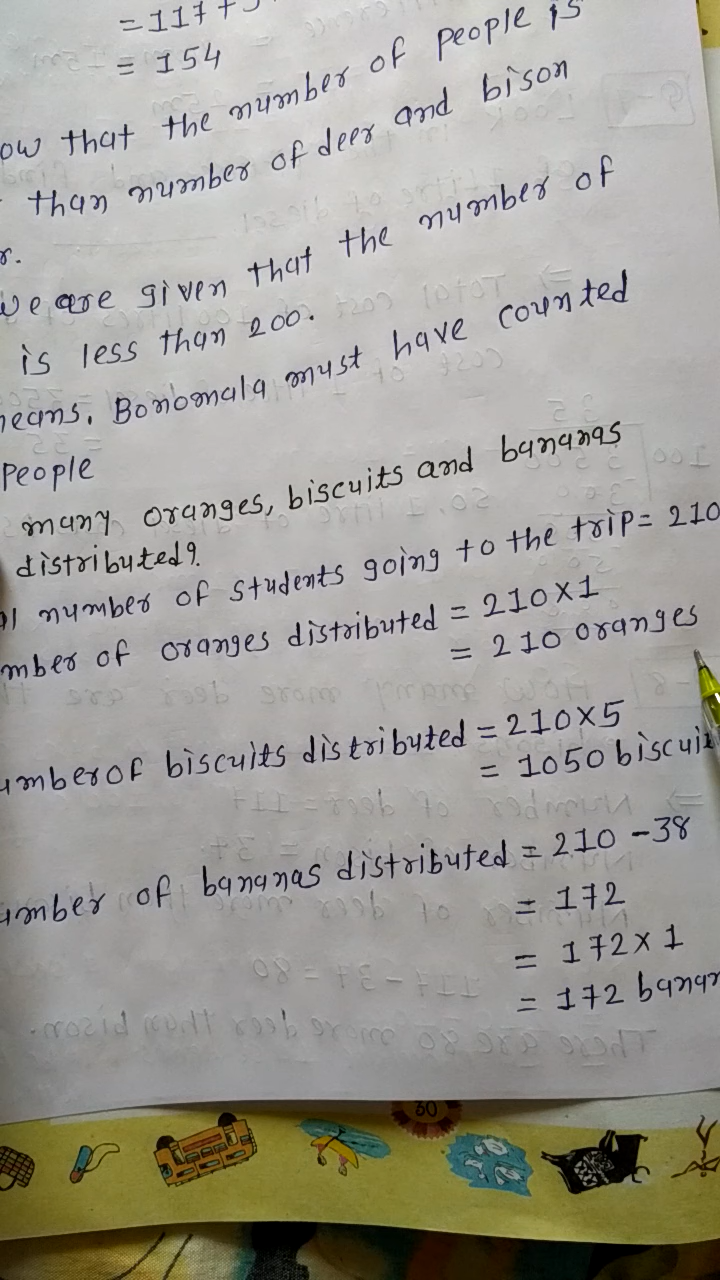 = 117 +
= 154
ow that the number of people is
than number of deer and bison
r.
we are given that the number of
is less than 200.
means, Bonomala must have counted
People
many oranges, biscuits and bananas
distributed?
al number of students going to the trip = 210
mber of oranges distributed = 210 × 1
= 210 oranges
umber of biscuits distributed = 210 × 5
= 1050 biscuit
umber of bananas distributed = 210 - 38
= 172
= 172 × 1
= 172 banan
30